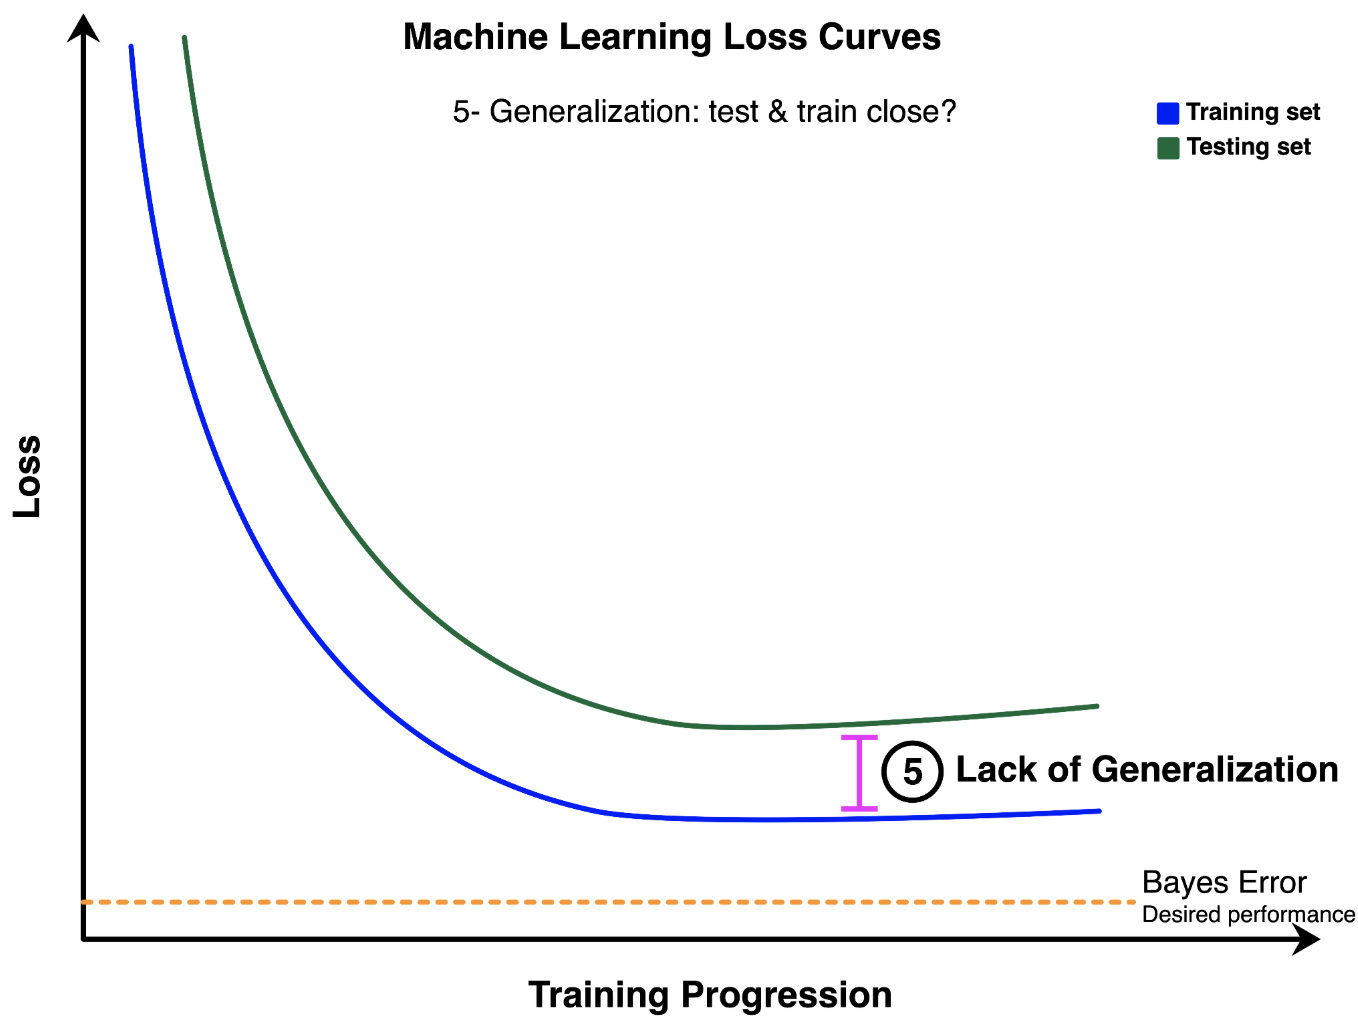 Machine Learning Loss Curves
5- Generalization: test & train close?
Training set
Testing set
Loss
5 Lack of Generalization
Bayes Error
Desired performance
Training Progression